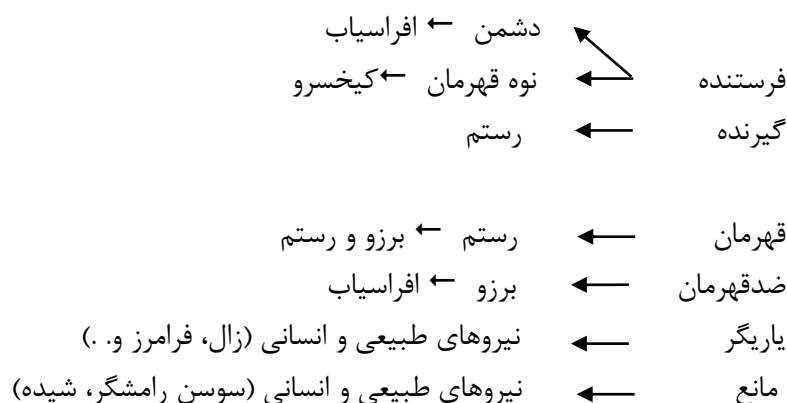 دشمن ← افراسیاب
فرستنده ← نوه قهرمان ← کیخسرو
گیرنده ← رستم
قهرمان ← رستم ← برزو و رستم
ضدقهرمان ← برزو ← افراسیاب
یاریگر ← نیروهای طبیعی و انسانی (زال، فرامرز و. .)
مانع ← نیروهای طبیعی و انسانی (سوسن رامشگر، شیده)